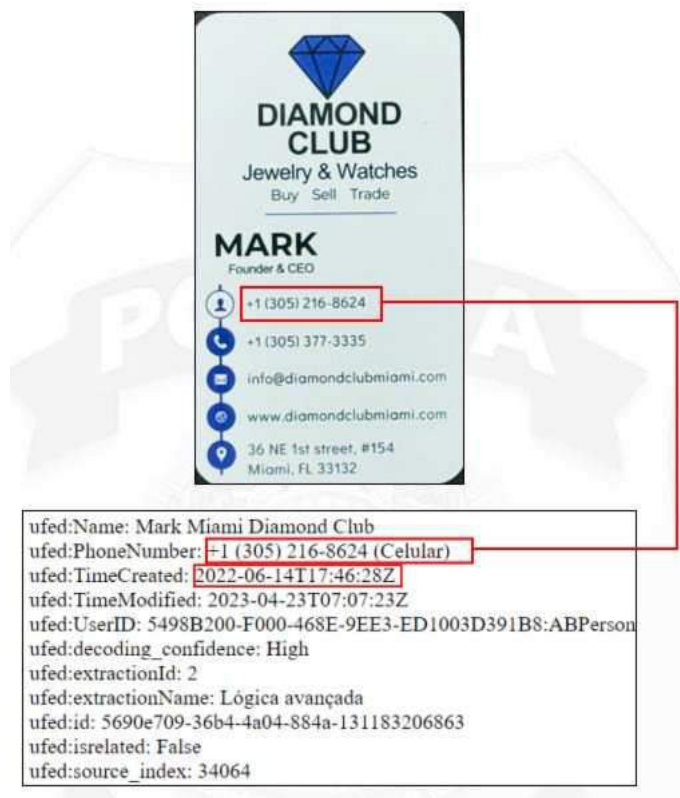 DIAMOND
CLUB
Jewelry & Watches
Buy Sell Trade
MARK
Founder & CEO
+1 (305) 216-8624
+1 (305) 377-3335
info@diamondclubmiami.com
www.diamondclubmiami.com
36 NE 1st street, #154
Miami, FL 33132
ufed:Name: Mark Miami Diamond Club
ufed:PhoneNumber: +1 (305) 216-8624 (Celular)
ufed:TimeCreated: 2022-06-14T17:46:28Z
ufed:TimeModified: 2023-04-23T07:07:23Z
ufed:UserID: 5498B200-F000-468E-9EE3-ED1003D391B8:ABPerson
ufed:decoding_confidence: High
ufed:extractionId: 2
ufed:extractionName: Lógica avançada
ufed:id: 5690e709-36b4-4a04-884a-131183206863
ufed:isrelated: False
ufed:source_index: 34064